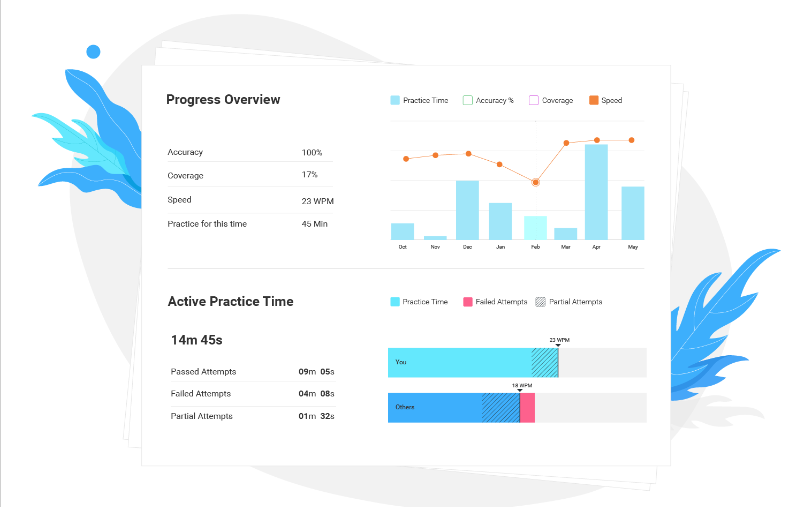 Progress Overview
Practice Time Accuracy % Coverage Speed
Accuracy 100%
Coverage 17%
Speed 23 WPM
Practice for this time 45 Min
Oct Nov Dec Jan Feb Mar Apr May
Active Practice Time
Practice Time Failed Attempts Partial Attempts
14m 45s
Passed Attempts 09m 05s
Failed Attempts 04m 08s
Partial Attempts 01m 32s
23 WPM
You
18 WPM
Others